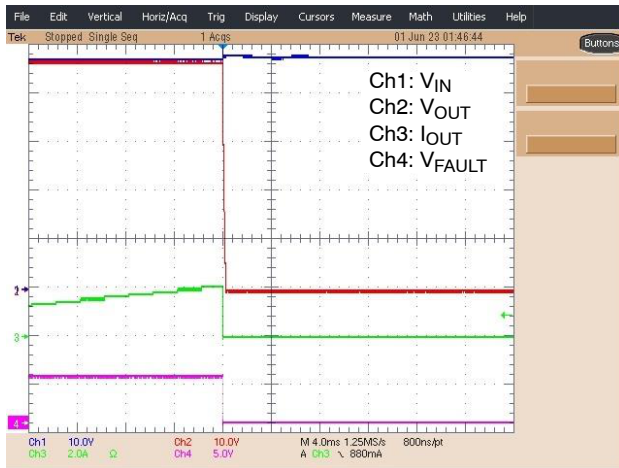 File Edit Vertical Horiz/Acq Trig Display Cursors Measure Math Utilities Help
Tek Stopped Single Seq 1 Acqs 01 Jun 23 01:46:44
Buttons
Ch1: VIN
Ch2: VOUT
Ch3: IOUT
Ch4: VFAULT
2
3
4
Ch1 10.0V Ch2 10.0V M 4.0ms 1.25MS/s 800ns/pt
Ch3 2.0A Ω Ch4 5.0V A Ch3 ↘ 880mA